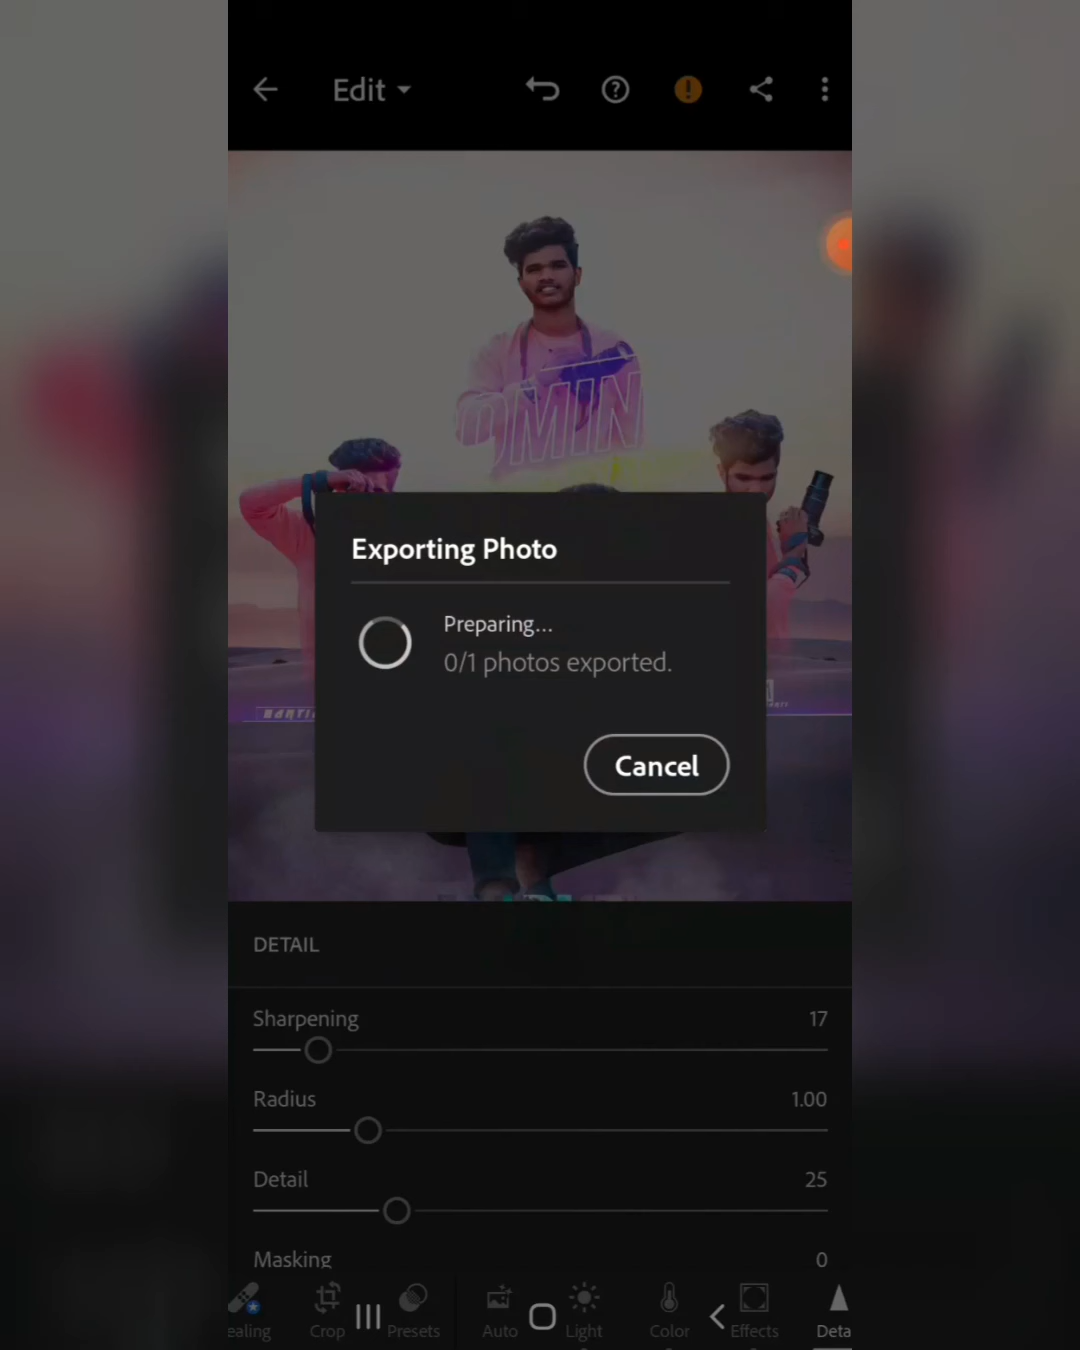 Edit
OMIN
Exporting Photo
Preparing...
0/1 photos exported.
Cancel
DETAIL
Sharpening 17
Radius 1.00
Detail 25
Masking 0
ealing Crop Presets Auto Light Color Effects Deta